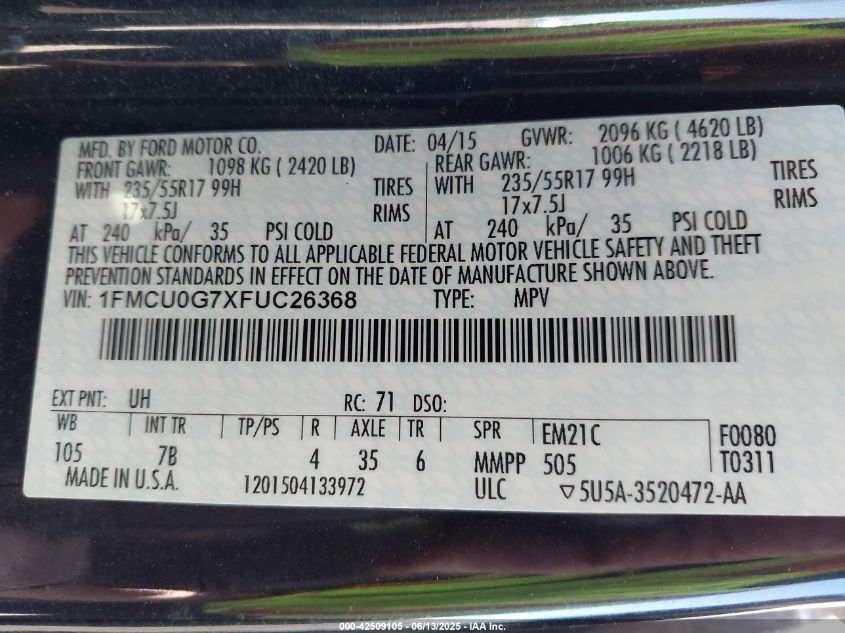 MFD. BY FORD MOTOR CO. DATE: 04/15 GVWR: 2096 KG ( 4620 LB)
FRONT GAWR: 1098 KG ( 2420 LB) REAR GAWR: 1006 KG ( 2218 LB)
WITH 235/55R17 99H TIRES WITH 235/55R17 99H TIRES
17x7.5J RIMS 17x7.5J RIMS
AT 240 kPa/ 35 PSI COLD AT 240 kPa/ 35 PSI COLD
THIS VEHICLE CONFORMS TO ALL APPLICABLE FEDERAL MOTOR VEHICLE SAFETY AND THEFT
PREVENTION STANDARDS IN EFFECT ON THE DATE OF MANUFACTURE SHOWN ABOVE.
VIN: 1FMCU0G7XFUC26368 TYPE: MPV
EXT PNT: UH RC: 71 DSO:
WB INT TR TP/PS R AXLE TR SPR EM21C F0080
105 7B 4 35 6 MMPP 505 T0311
MADE IN U.S.A. 1201504133972 ULC ▽5U5A-3520472-AA
000-42509105 - 06/13/2025 - IAA Inc.